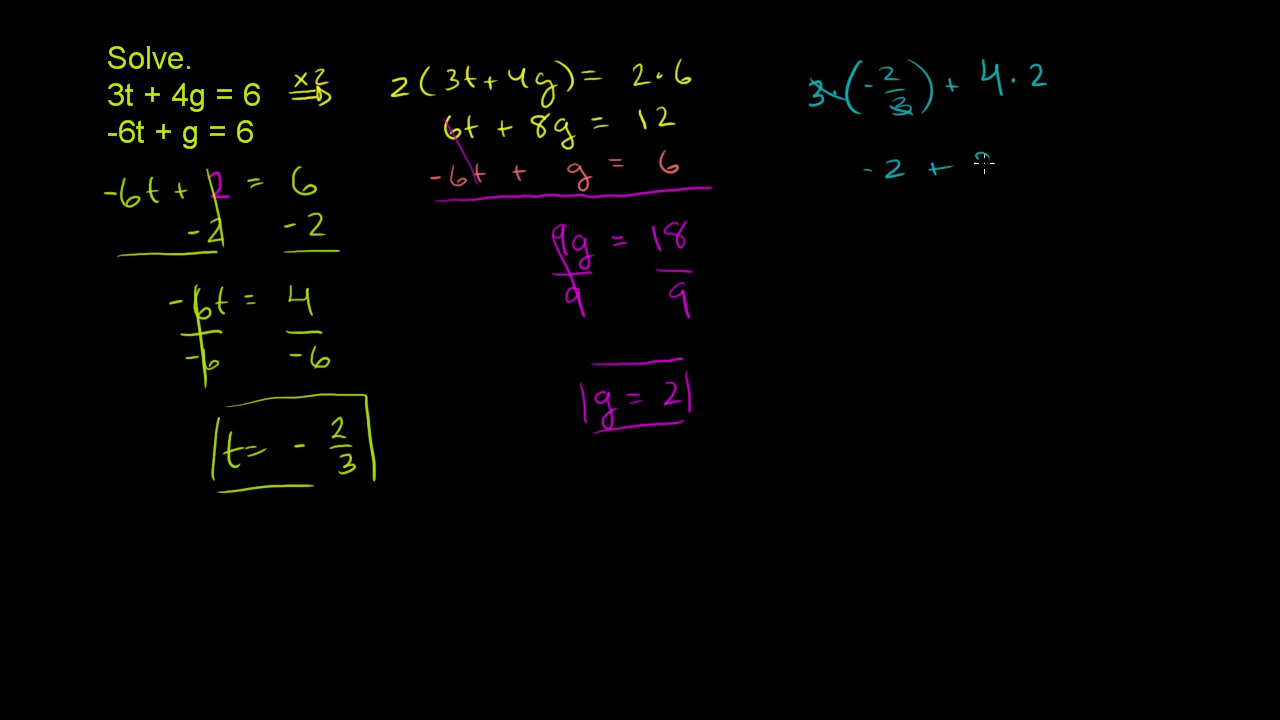 Solve.
3t + 4g = 6
-6t + g = 6
×2
-6t + 2 = 6
-2 -2
-6t = 4
-6 -6
t = - 2/3
2(3t + 4g) = 2·6
6t + 8g = 12
-6t + g = 6
9g = 18
9 9
g = 2
3·(-2/3) + 4·2
-2 +